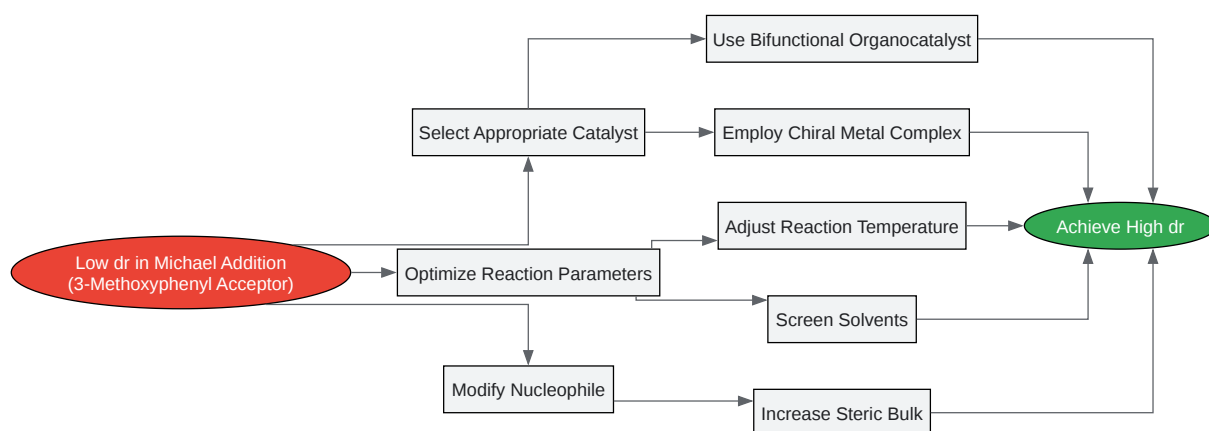 Use Bifunctional Organocatalyst
Select Appropriate Catalyst
Employ Chiral Metal Complex
Adjust Reaction Temperature
Achieve High dr
Low dr in Michael Addition
(3-Methoxyphenyl Acceptor)
Optimize Reaction Parameters
Screen Solvents
Modify Nucleophile
Increase Steric Bulk